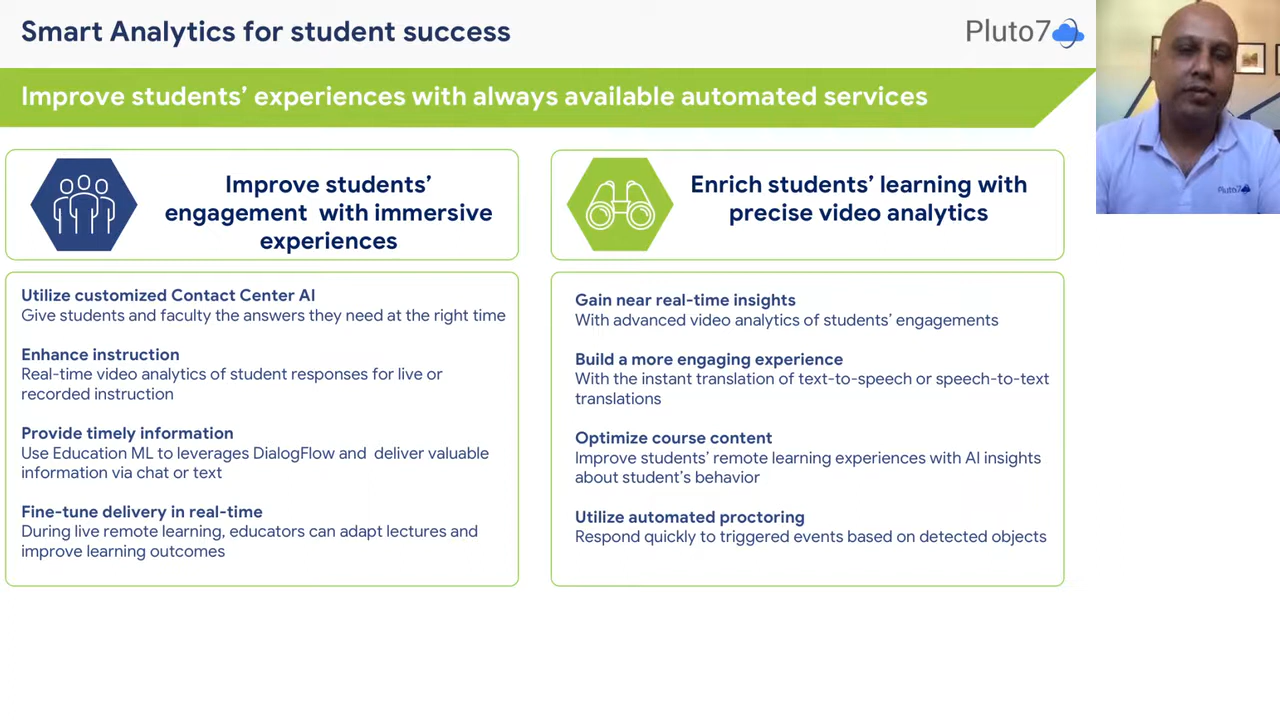 Smart Analytics for student success
Pluto7
Improve students' experiences with always available automated services
Improve students'
engagement with immersive
experiences
Enrich students' learning with
precise video analytics
Utilize customized Contact Center AI
Give students and faculty the answers they need at the right time
Enhance instruction
Real-time video analytics of student responses for live or
recorded instruction
Provide timely information
Use Education ML to leverages DialogFlow and deliver valuable
information via chat or text
Fine-tune delivery in real-time
During live remote learning, educators can adapt lectures and
improve learning outcomes
Gain near real-time insights
With advanced video analytics of students' engagements
Build a more engaging experience
With the instant translation of text-to-speech or speech-to-text
translations
Optimize course content
Improve students' remote learning experiences with AI insights
about student's behavior
Utilize automated proctoring
Respond quickly to triggered events based on detected objects
Pluto7